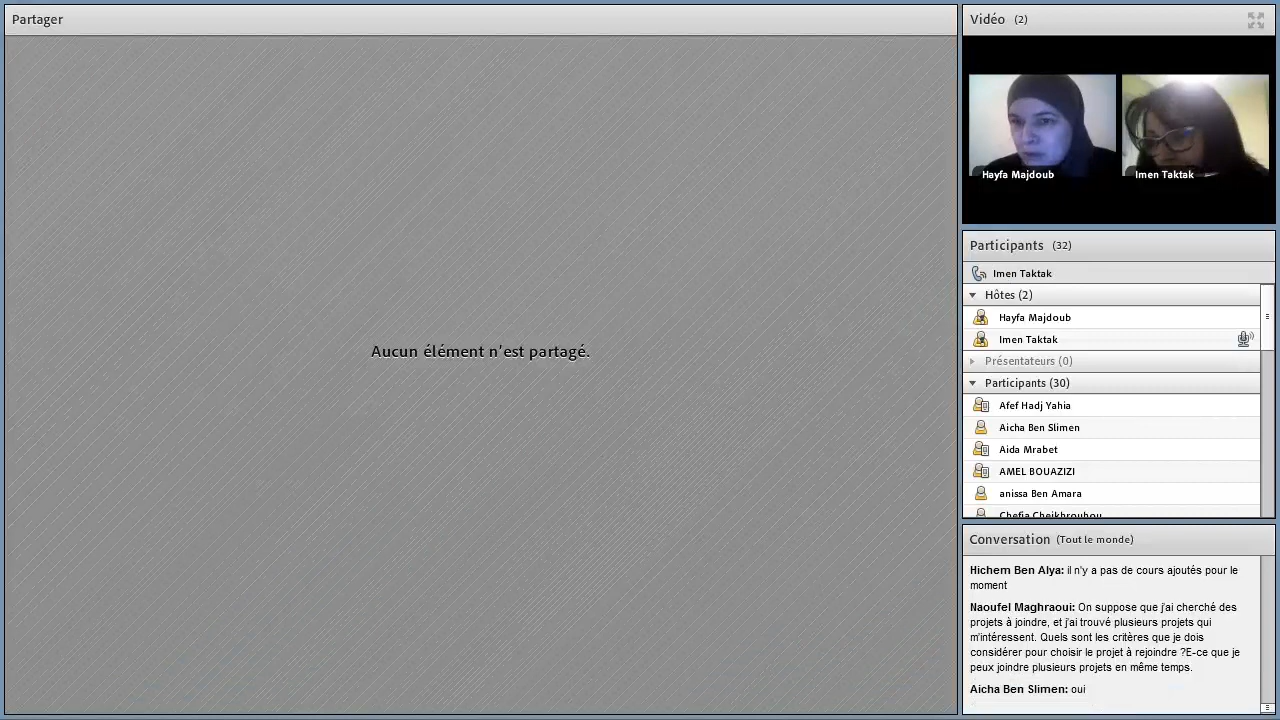 Partager
Aucun élément n'est partagé.
Vidéo (2)
Hayfa Majdoub
Imen Taktak
Participants (32)
Imen Taktak
Hôtes (2)
Hayfa Majdoub
Imen Taktak
Présentateurs (0)
Participants (30)
Afef Hadj Yahia
Aicha Ben Slimen
Aida Mrabet
AMEL BOUAZIZI
anissa Ben Amara
Chefia Cheikhrouhou
Conversation (Tout le monde)
Hichem Ben Alya: il n'y a pas de cours ajoutés pour le
moment
Naoufel Maghraoui: On suppose que j'ai cherché des
projets à joindre, et j'ai trouvé plusieurs projets qui
m'intéressent. Quels sont les critères que je dois
considérer pour choisir le projet à rejoindre ?E-ce que je
peux joindre plusieurs projets en même temps.
Aicha Ben Slimen: oui